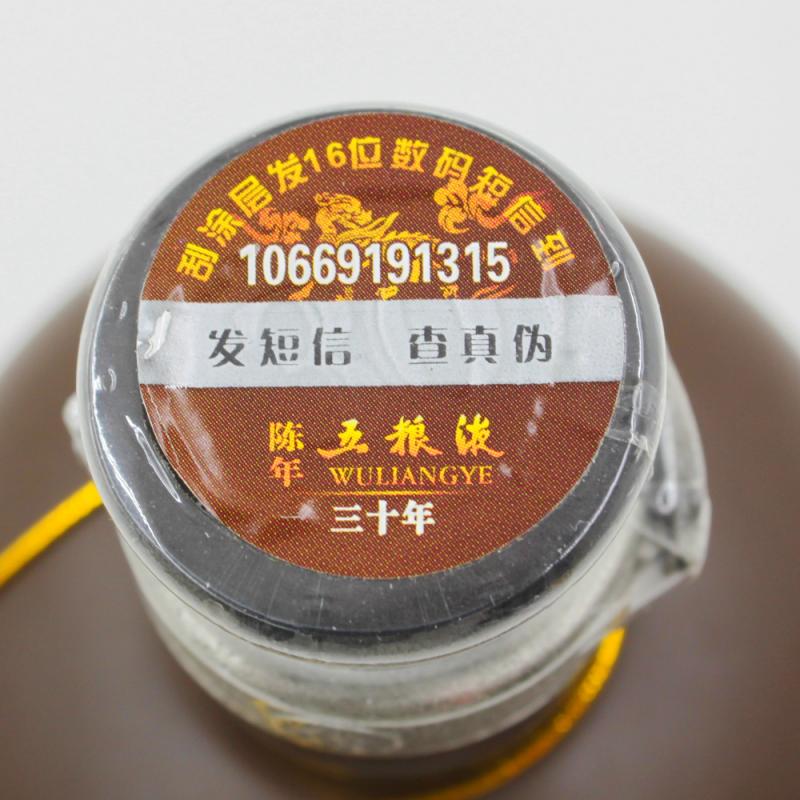 刮涂层发16位数码短信到
10669191315
发短信 查真伪
陈年 五粮液
WULIANGYE
三十年